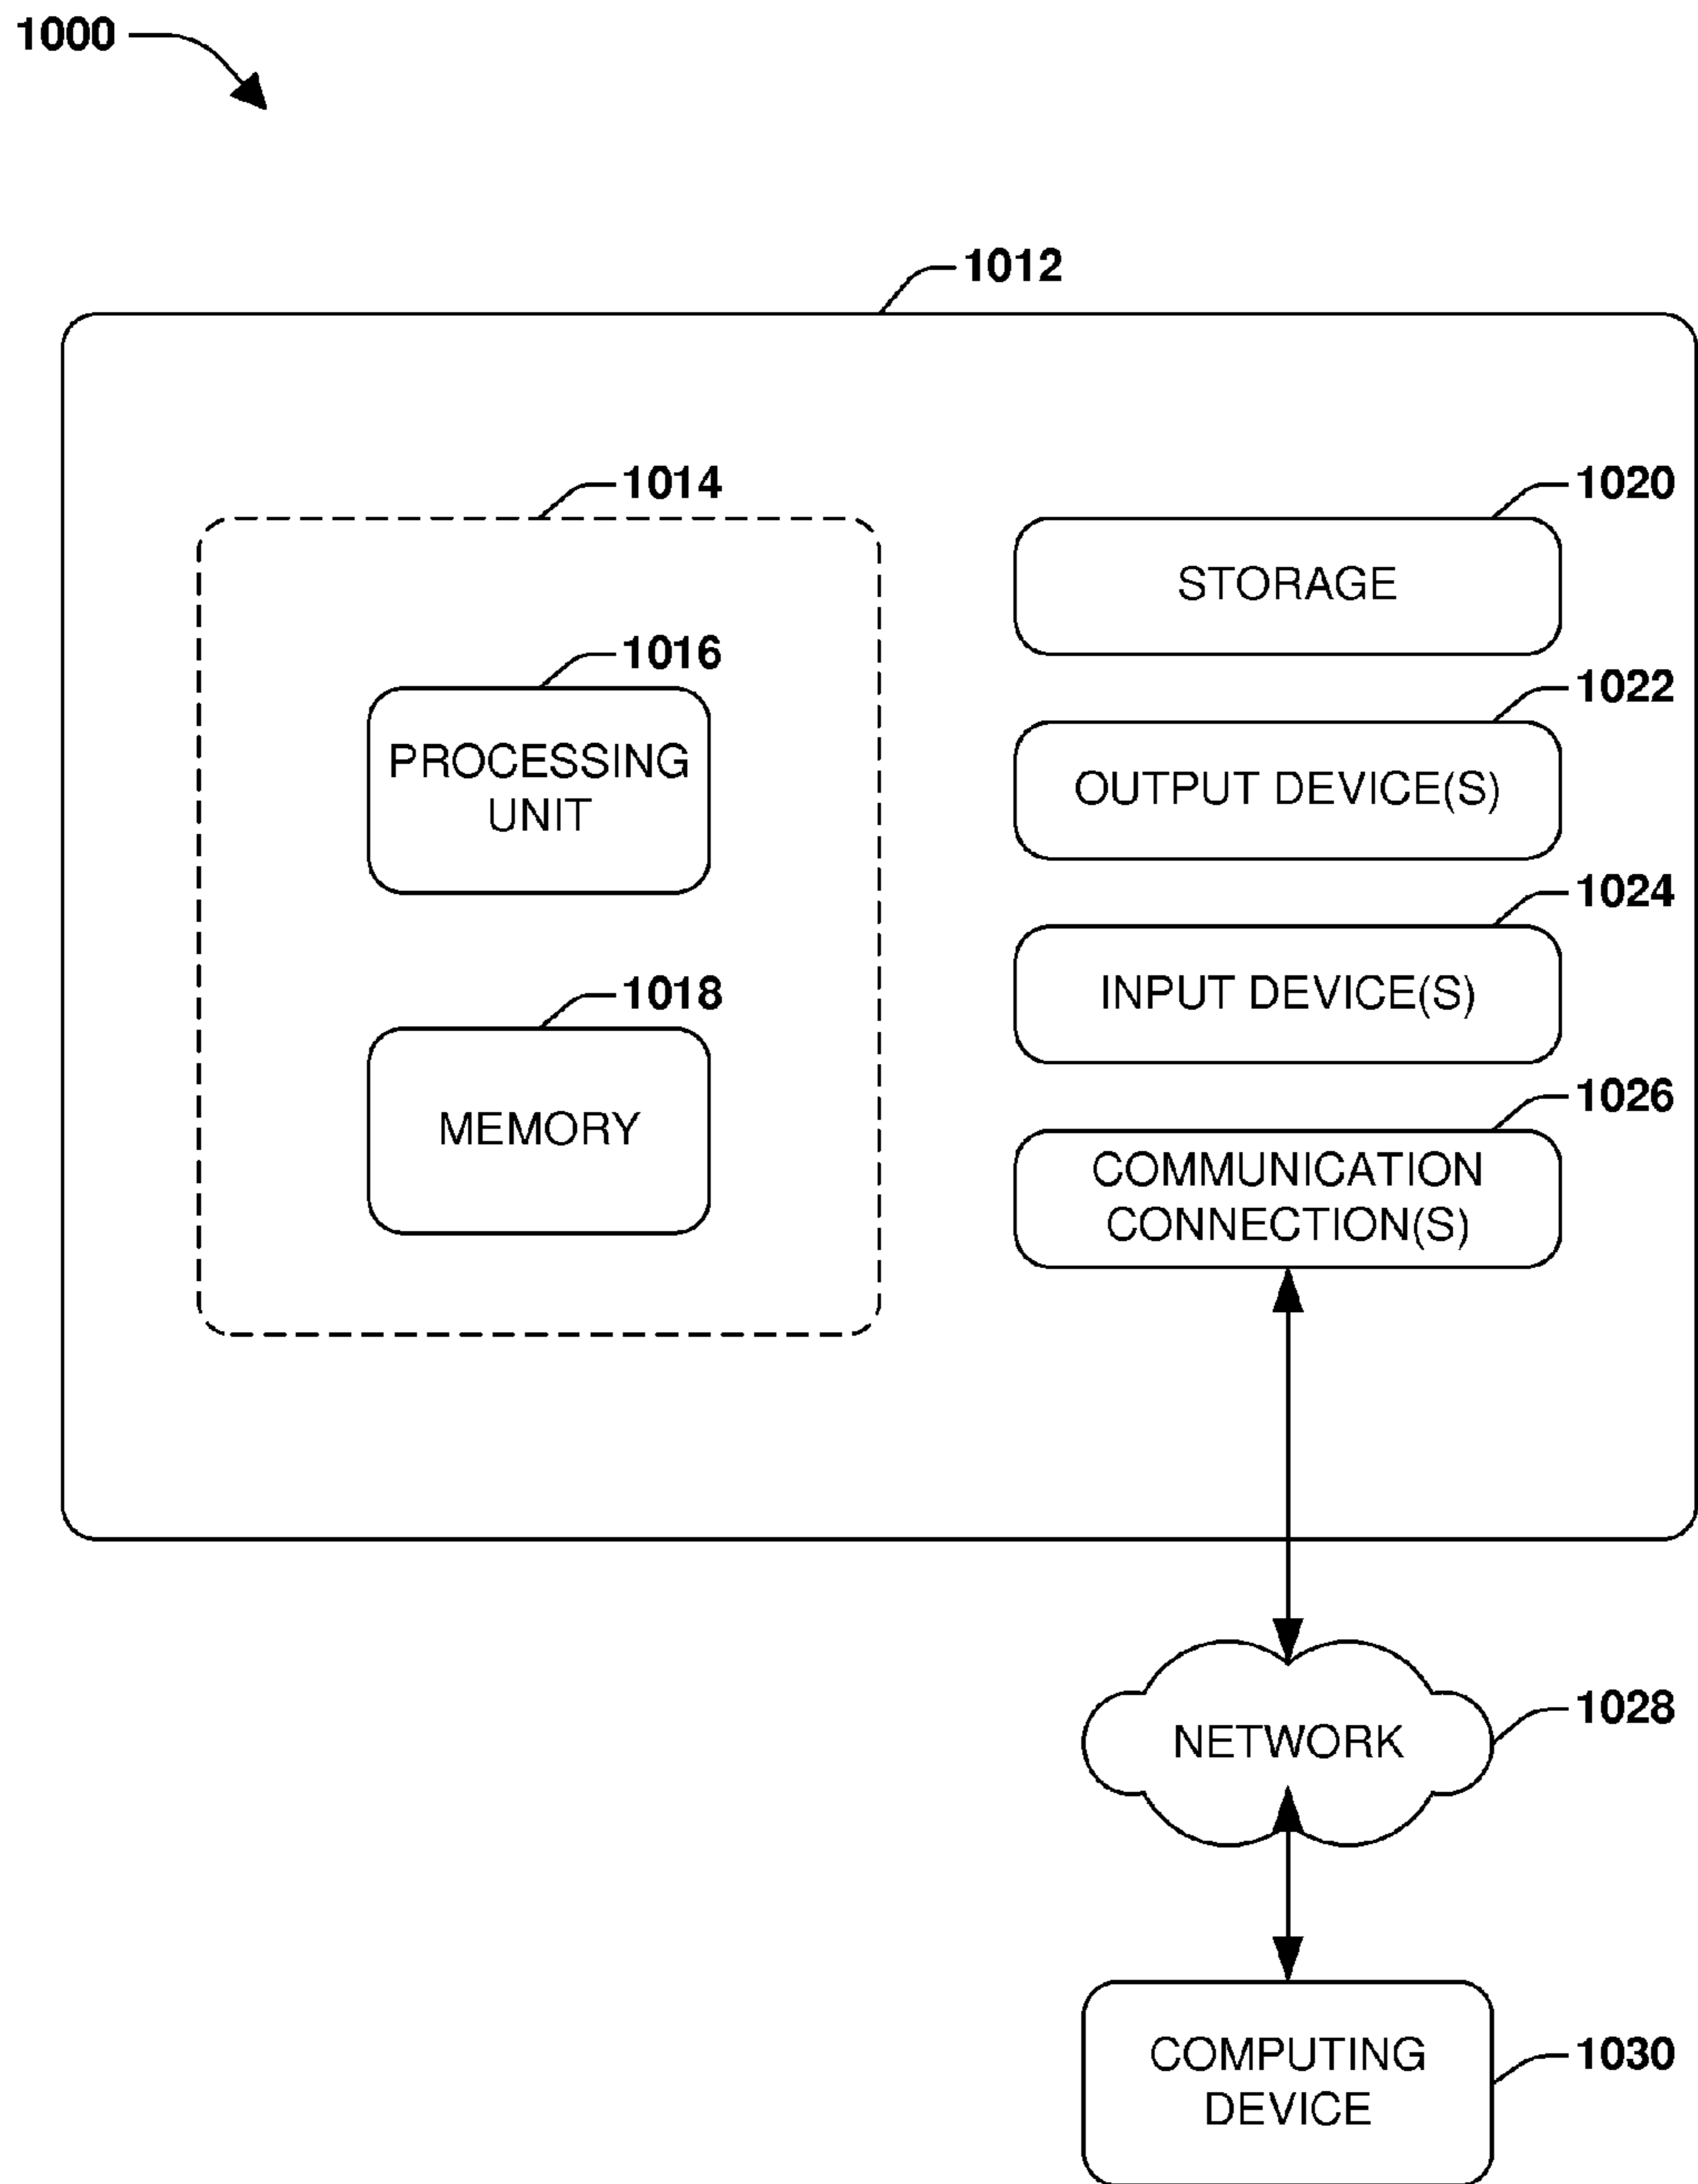 1000
1012
1014
1020
STORAGE
1016
PROCESSING
UNIT
1022
OUTPUT DEVICE(S)
1024
INPUT DEVICE(S)
1018
MEMORY
1026
COMMUNICATION
CONNECTION(S)
1028
NETWORK
1030
COMPUTING
DEVICE